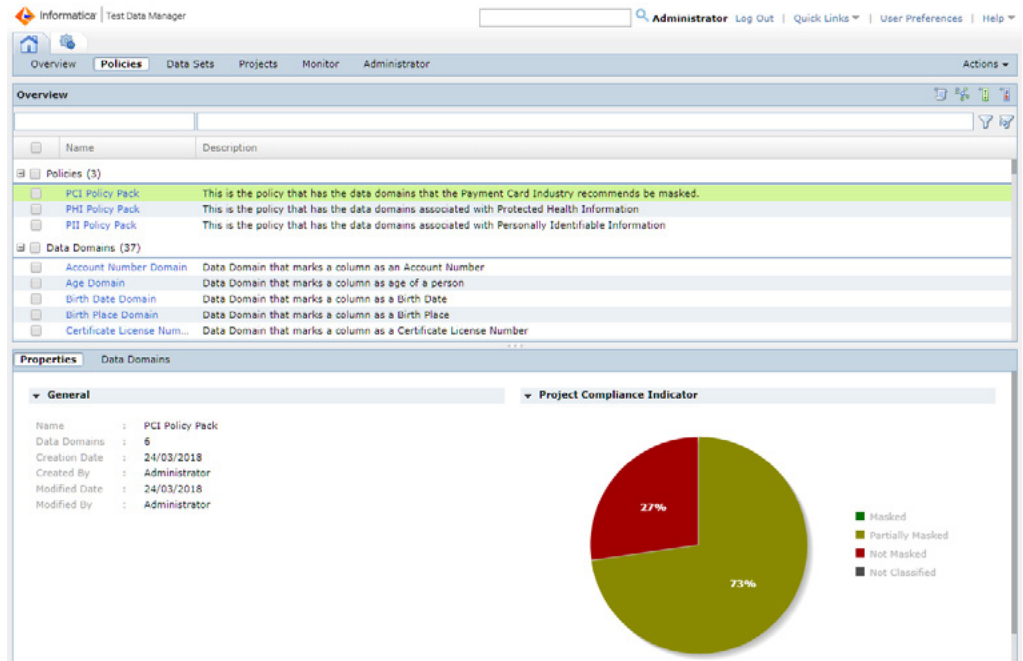 Informatica Test Data Manager
Administrator Log Out | Quick Links | User Preferences | Help
Overview Policies Data Sets Projects Monitor Administrator Actions
Overview
Name Description
Policies (3)
PCI Policy Pack This is the policy that has the data domains that the Payment Card Industry recommends be masked.
PHI Policy Pack This is the policy that has the data domains associated with Protected Health Information
PII Policy Pack This is the policy that has the data domains associated with Personally Identifiable Information
Data Domains (37)
Account Number Domain Data Domain that marks a column as an Account Number
Age Domain Data Domain that marks a column as age of a person
Birth Date Domain Data Domain that marks a column as a Birth Date
Birth Place Domain Data Domain that marks a column as a Birth Place
Certificate License Num... Data Domain that marks a column as a Certificate License Number
Properties Data Domains
General
Name : PCI Policy Pack
Data Domains : 6
Creation Date : 24/03/2018
Created By : Administrator
Modified Date : 24/03/2018
Modified By : Administrator
Project Compliance Indicator
27%
73%
Masked
Partially Masked
Not Masked
Not Classified